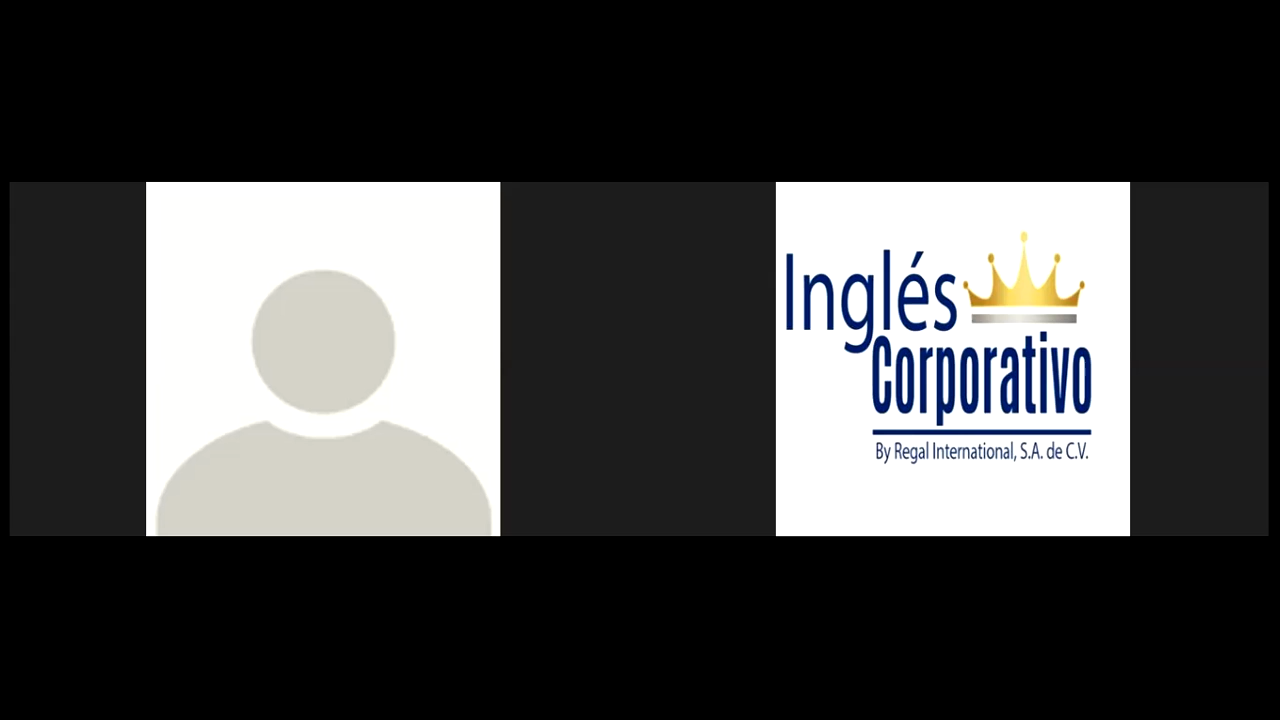 Inglés
Corporativo
By Regal International, S.A. de C.V.